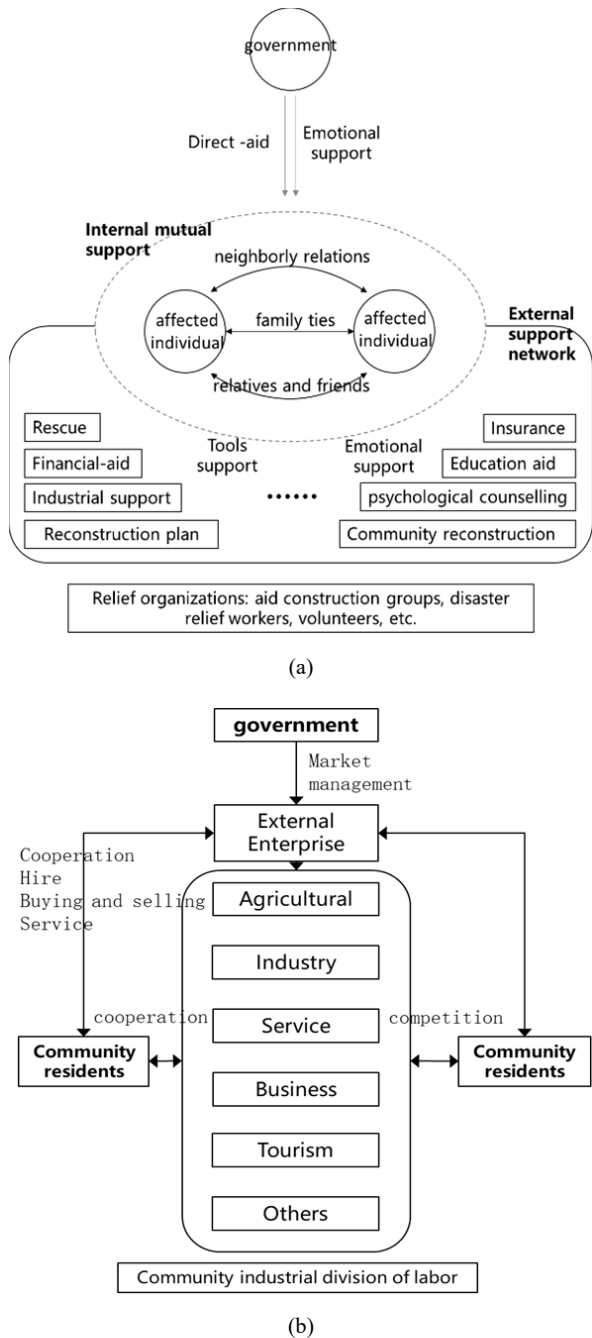 government
Direct -aid
Emotional
support
Internal mutual
support
neighborly relations
affected
individual
family ties
affected
individual
relatives and friends
External
support
network
Rescue
Financial-aid
Industrial support
Reconstruction plan
Tools
support
Emotional
support
......
Insurance
Education aid
psychological counselling
Community reconstruction
Relief organizations: aid construction groups, disaster
relief workers, volunteers, etc.
(a)
government
Market
management
External
Enterprise
Cooperation
Hire
Buying and selling
Service
Agricultural
Industry
cooperation
Service
competition
Community
residents
Community
residents
Business
Tourism
Others
Community industrial division of labor
(b)